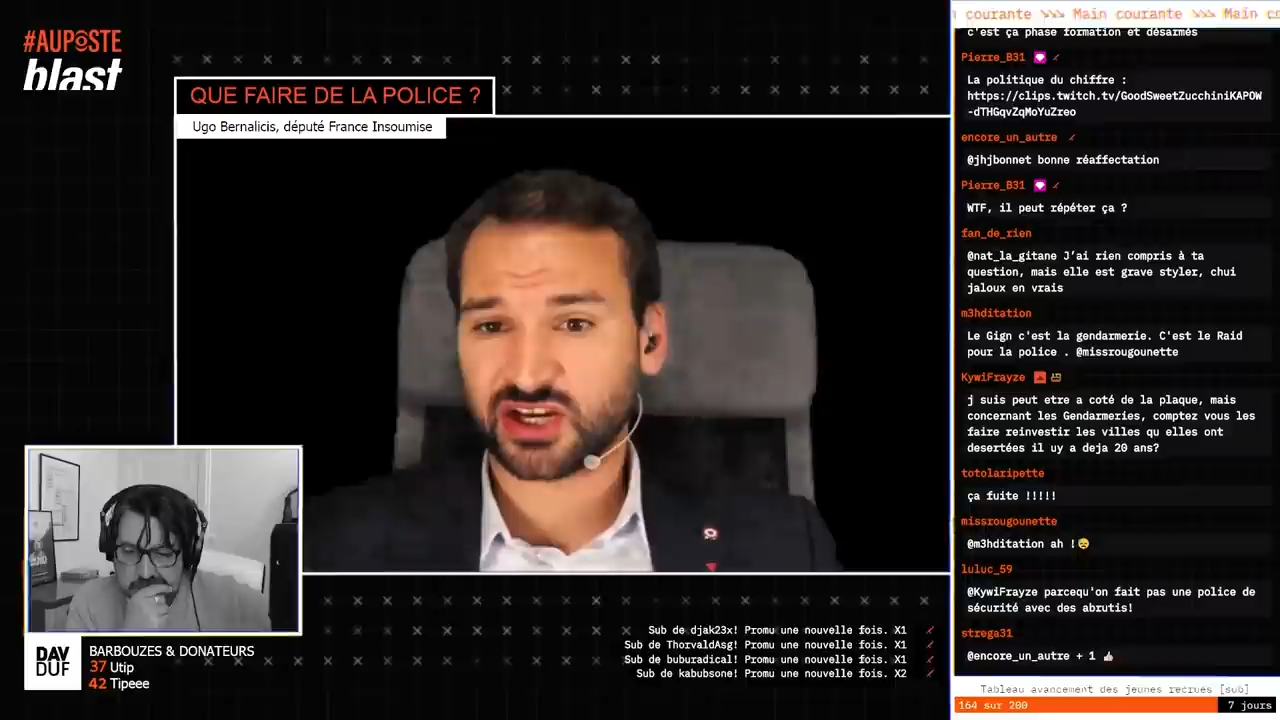 #AUPOSTE
blast
QUE FAIRE DE LA POLICE ?
Ugo Bernalicis, député France Insoumise
DAV
DUF
BARBOUZES & DONATEURS
37 Utip
42 Tipeee
Sub de djak23x! Promu une nouvelle fois. X1
Sub de ThorvaldAsg! Promu une nouvelle fois. X1
Sub de buburadical! Promu une nouvelle fois. X1
Sub de kabubsone! Promu une nouvelle fois. X2
courante >>> Main courante >>> Main co
c'est ça phase formation et désarmés
Pierre_B31
La politique du chiffre :
https://clips.twitch.tv/GoodSweetZucchiniKAPOW
-dTHGqvZqMoYuZreo
encore_un_autre
@jhjbonnet bonne réaffectation
Pierre_B31
WTF, il peut répéter ça ?
fan_de_rien
@nat_la_gitane J'ai rien compris à ta
question, mais elle est grave styler, chui
jaloux en vrais
m3hditation
Le Gign c'est la gendarmerie. C'est le Raid
pour la police . @missrougounette
KywiFrayze
j suis peut etre a coté de la plaque, mais
concernant les Gendarmeries, comptez vous les
faire reinvestir les villes qu elles ont
desertées il uy a deja 20 ans?
totolaripette
ça fuite !!!!!
missrougounette
@m3hditation ah !😥
luluc_59
@KywiFrayze parcequ'on fait pas une police de
sécurité avec des abrutis!
strega31
@encore_un_autre + 1 👍
Tableau avancement des jeunes recrues [sub]
164 sur 200
7 jours